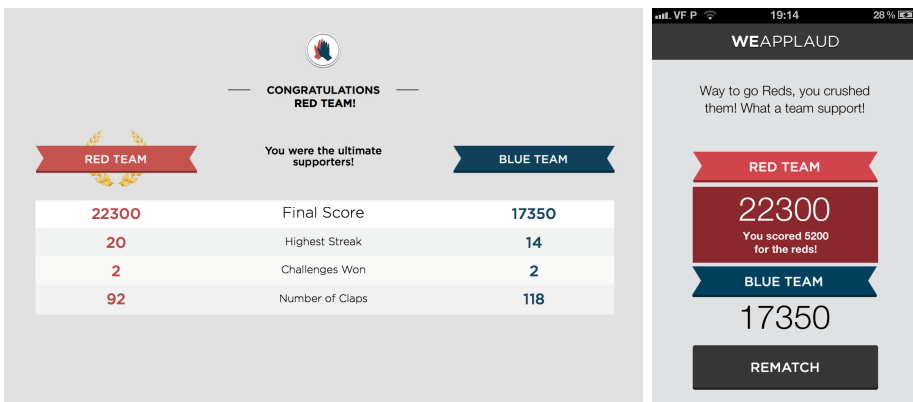 CONGRATULATIONS
RED TEAM!
RED TEAM
You were the ultimate
supporters!
BLUE TEAM
22300 Final Score 17350
20 Highest Streak 14
2 Challenges Won 2
92 Number of Claps 118
VF P 19:14 28 %
WEAPPLAUD
Way to go Reds, you crushed
them! What a team support!
RED TEAM
22300
You scored 5200
for the reds!
BLUE TEAM
17350
REMATCH